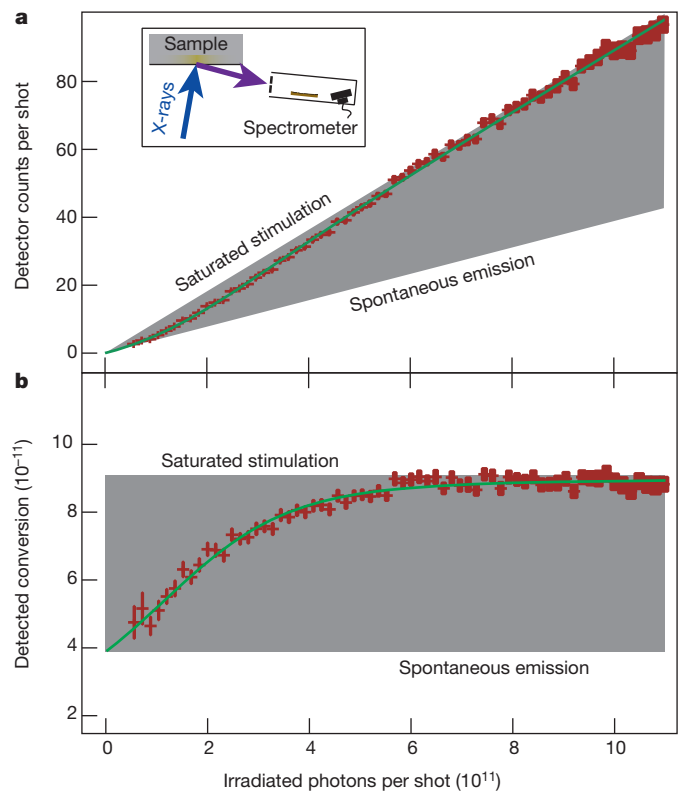 a
Sample
X-rays
Spectrometer
Detector counts per shot
80
60
40
20
0
Saturated stimulation
Spontaneous emission
b
Detected conversion (10⁻¹¹)
10
8
6
4
2
Saturated stimulation
Spontaneous emission
0 2 4 6 8 10
Irradiated photons per shot (10¹¹)